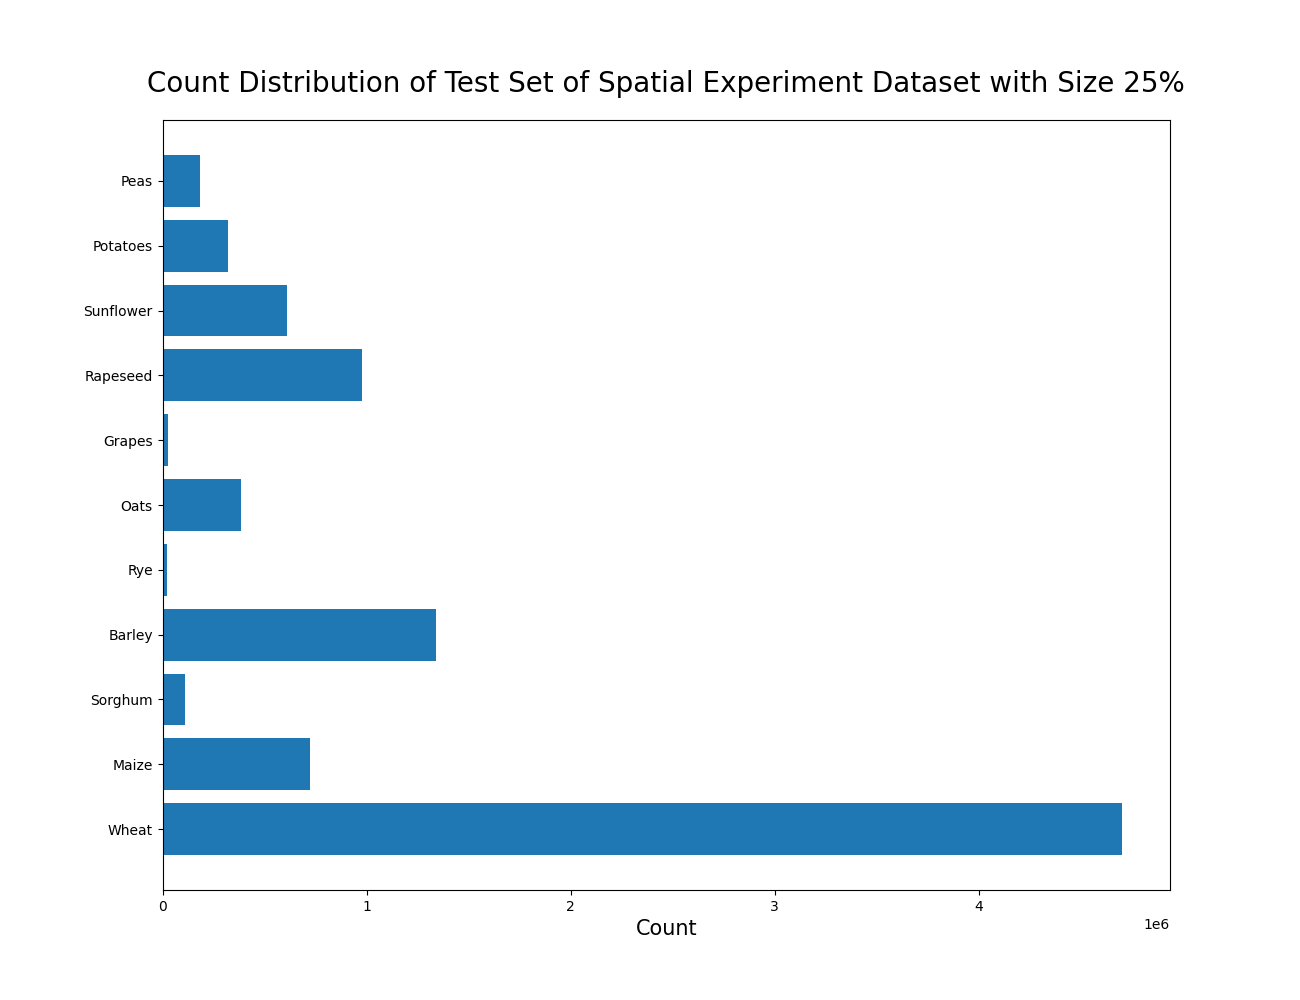 Count Distribution of Test Set of Spatial Experiment Dataset with Size 25%
Peas
Potatoes
Sunflower
Rapeseed
Grapes
Oats
Rye
Barley
Sorghum
Maize
Wheat
0 1 2 3 4
1e6
Count